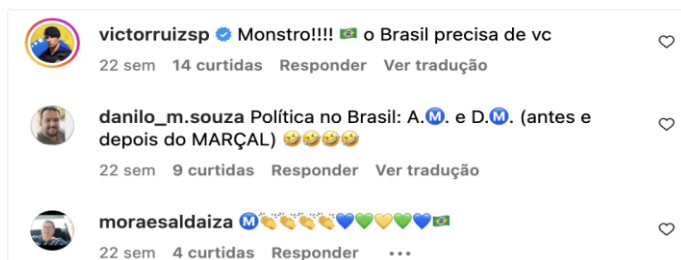 victorruizsp Monstro!!!! 🇧🇷 o Brasil precisa de vc
22 sem 14 curtidas Responder Ver tradução
danilo_m.souza Política no Brasil: A.Ⓜ️. e D.Ⓜ️. (antes e
depois do MARÇAL) 🤣🤣🤣🤣
22 sem 9 curtidas Responder Ver tradução
moraesaldaiza Ⓜ️👏👏👏👏💙💚💛💚💙🇧🇷
22 sem 4 curtidas Responder •••